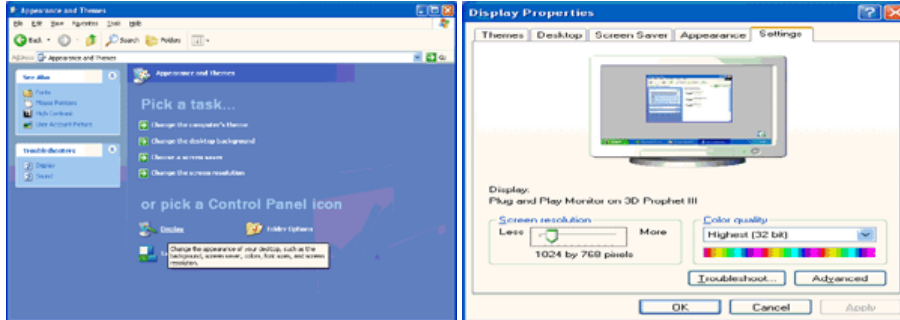 Appearance and Themes
File Edit View Favorites Tools Help
Back Search Folders
Address Appearance and Themes Go
See Also
Fonts
Mouse Pointers
High Contrast
User Account Picture
Troubleshooters
Display
Sound
Appearance and Themes
Pick a task...
Change the computer's theme
Change the desktop background
Choose a screen saver
Change the screen resolution
or pick a Control Panel icon
Display Folder Options
Change the appearance of your desktop, such as the
background, screen saver, colors, font sizes, and screen
resolution.
Display Properties
Themes Desktop Screen Saver Appearance Settings
Display:
Plug and Play Monitor on 3D Prophet III
Screen resolution
Less More
1024 by 768 pixels
Color quality
Highest (32 bit)
Troubleshoot... Advanced
OK Cancel Apply